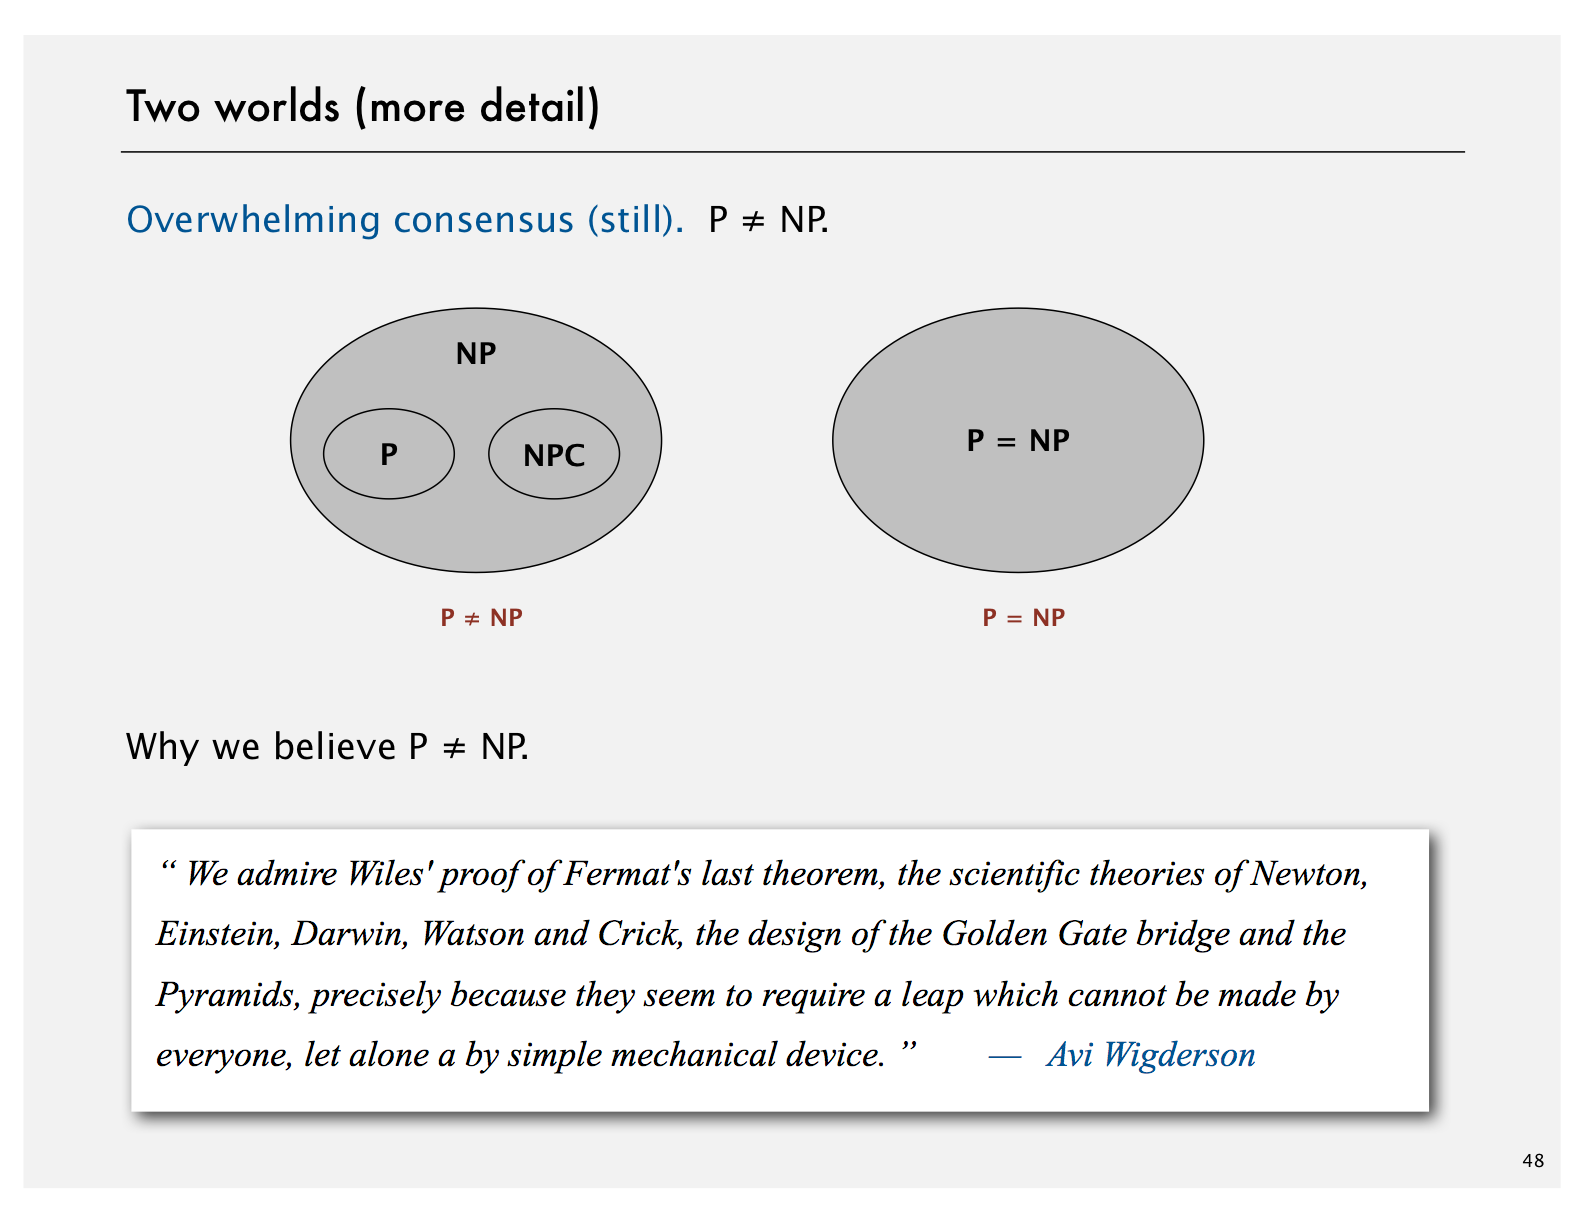 Two worlds (more detail)
Overwhelming consensus (still). P ≠ NP.
NP
P
NPC
P = NP
P ≠ NP
P = NP
Why we believe P ≠ NP.
“ We admire Wiles' proof of Fermat's last theorem, the scientific theories of Newton,
Einstein, Darwin, Watson and Crick, the design of the Golden Gate bridge and the
Pyramids, precisely because they seem to require a leap which cannot be made by
everyone, let alone a by simple mechanical device. ” — Avi Wigderson
48